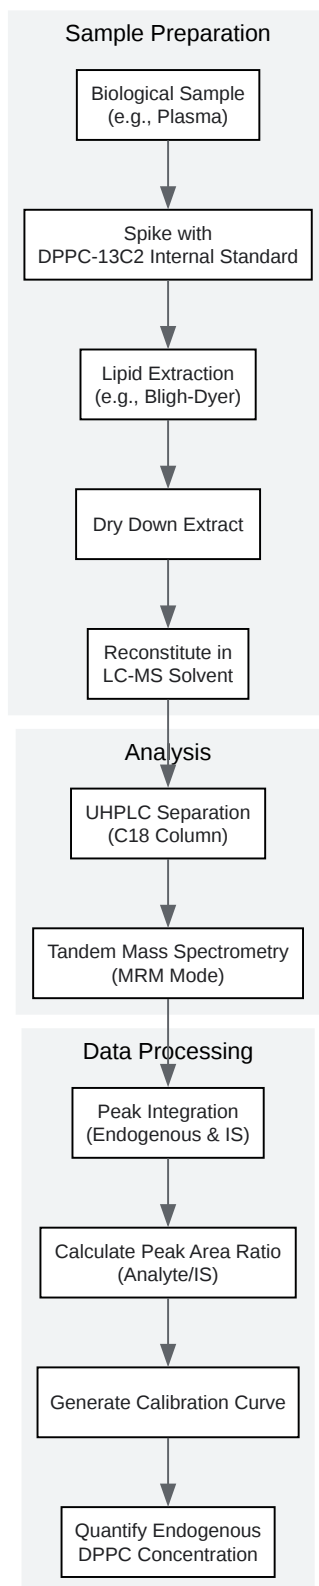 Sample Preparation
Biological Sample
(e.g., Plasma)
Spike with
DPPC-13C2 Internal Standard
Lipid Extraction
(e.g., Bligh-Dyer)
Dry Down Extract
Reconstitute in
LC-MS Solvent
Analysis
UHPLC Separation
(C18 Column)
Tandem Mass Spectrometry
(MRM Mode)
Data Processing
Peak Integration
(Endogenous & IS)
Calculate Peak Area Ratio
(Analyte/IS)
Generate Calibration Curve
Quantify Endogenous
DPPC Concentration